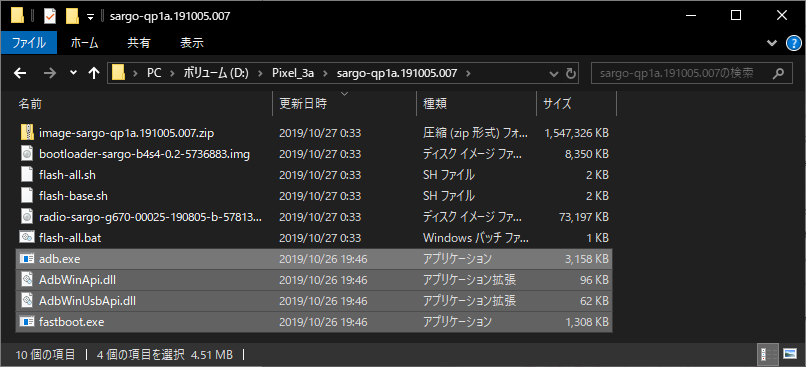 sargo-qp1a.191005.007
ファイル ホーム 共有 表示
PC ボリューム (D:) Pixel_3a sargo-qp1a.191005.007 sargo-qp1a.191005.007の検索
名前 更新日時 種類 サイズ
image-sargo-qp1a.191005.007.zip 2019/10/27 0:33 圧縮 (zip 形式) フォ... 1,547,326 KB
bootloader-sargo-b4s4-0.2-5736883.img 2019/10/27 0:33 ディスク イメージ ファ... 8,350 KB
flash-all.sh 2019/10/27 0:33 SH ファイル 2 KB
flash-base.sh 2019/10/27 0:33 SH ファイル 2 KB
radio-sargo-g670-00025-190805-b-57813... 2019/10/27 0:33 ディスク イメージ ファ... 73,197 KB
flash-all.bat 2019/10/27 0:33 Windows バッチ ファ... 1 KB
adb.exe 2019/10/26 19:46 アプリケーション 3,158 KB
AdbWinApi.dll 2019/10/26 19:46 アプリケーション拡張 96 KB
AdbWinUsbApi.dll 2019/10/26 19:46 アプリケーション拡張 62 KB
fastboot.exe 2019/10/26 19:46 アプリケーション 1,308 KB
10 個の項目 4 個の項目を選択 4.51 MB